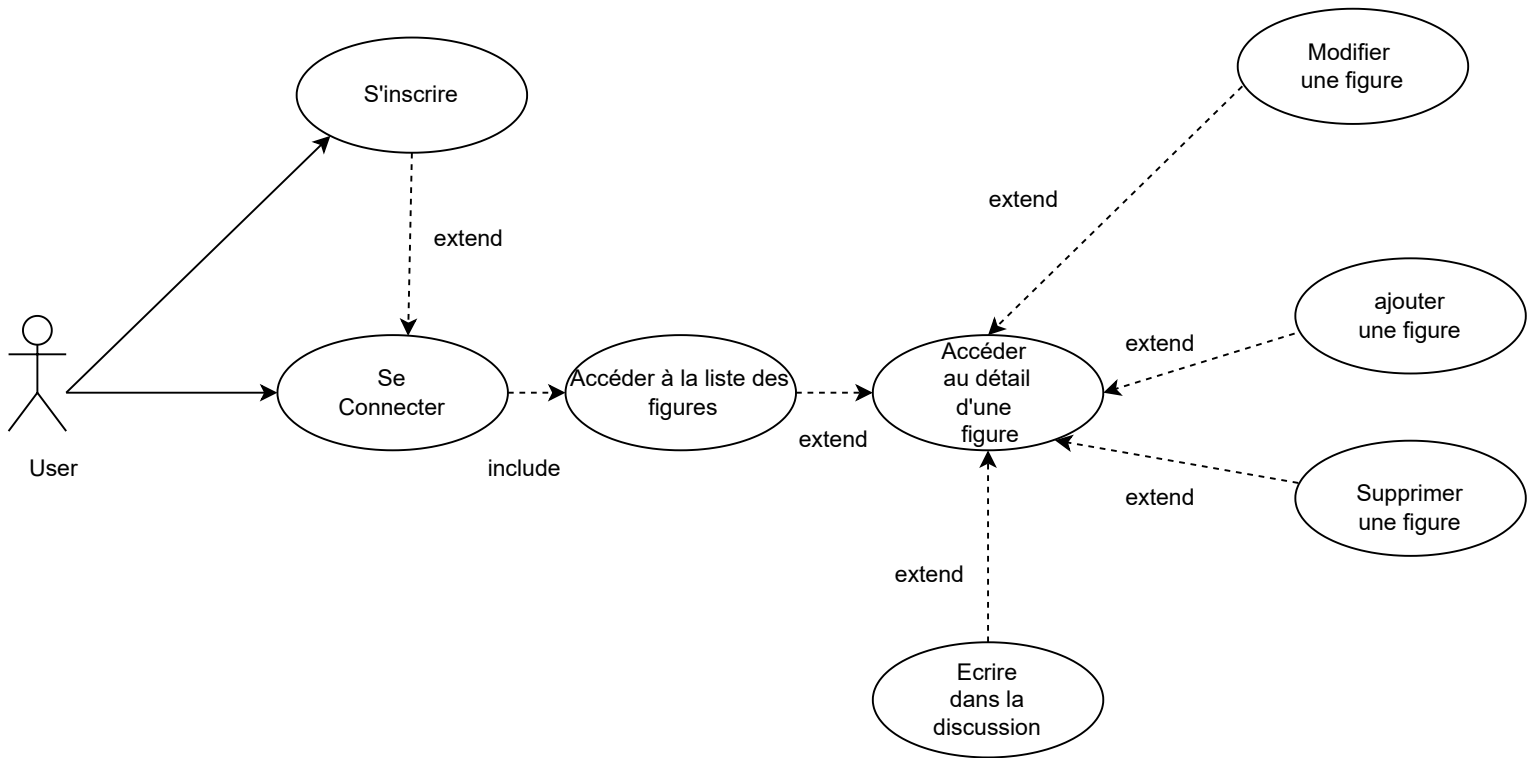 S'inscrire
extend
Se
Connecter
User
include
Accéder à la liste des
figures
extend
Accéder
au détail
d'une
figure
Modifier
une figure
extend
ajouter
une figure
extend
Supprimer
une figure
extend
extend
Ecrire
dans la
discussion